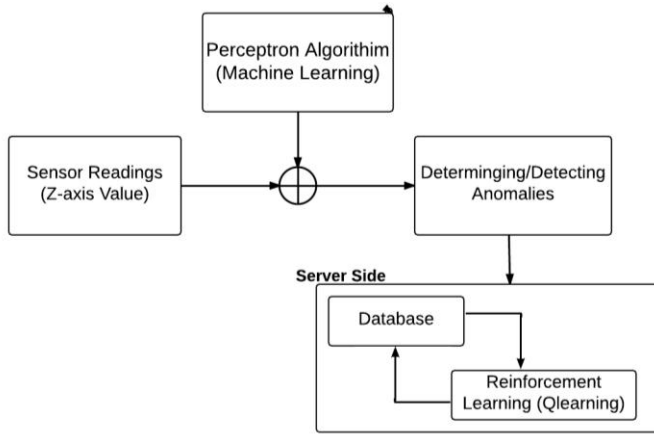 Perceptron Algorithim
(Machine Learning)
Sensor Readings
(Z-axis Value)
Determinging/Detecting
Anomalies
Server Side
Database
Reinforcement
Learning (Qlearning)